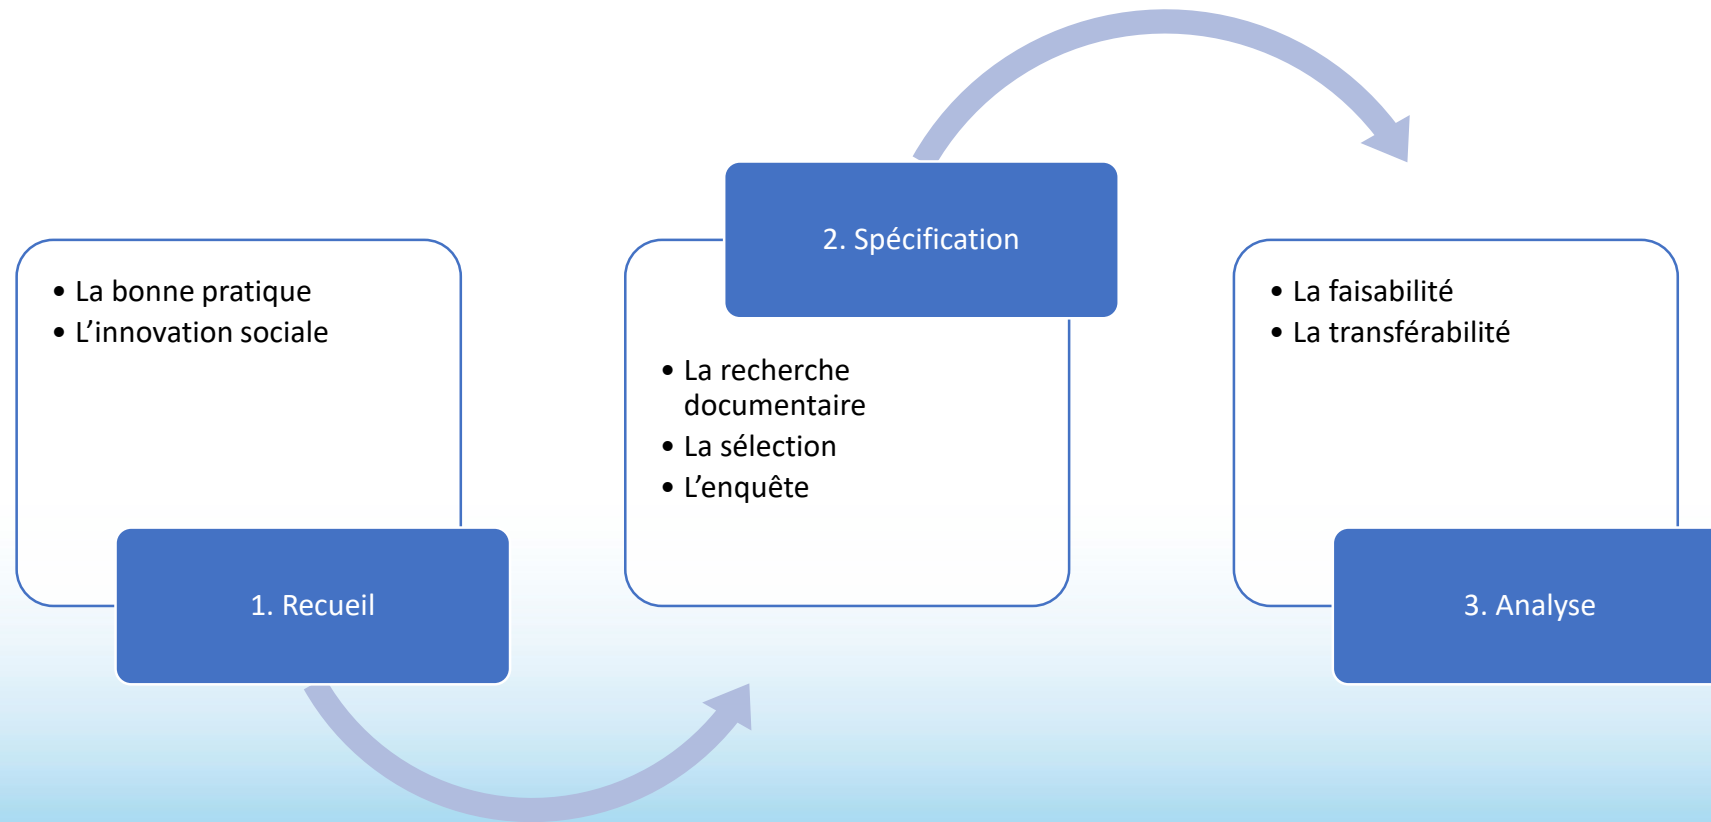 • La bonne pratique
• L’innovation sociale
1. Recueil
2. Spécification
• La recherche
documentaire
• La sélection
• L’enquête
• La faisabilité
• La transférabilité
3. Analyse